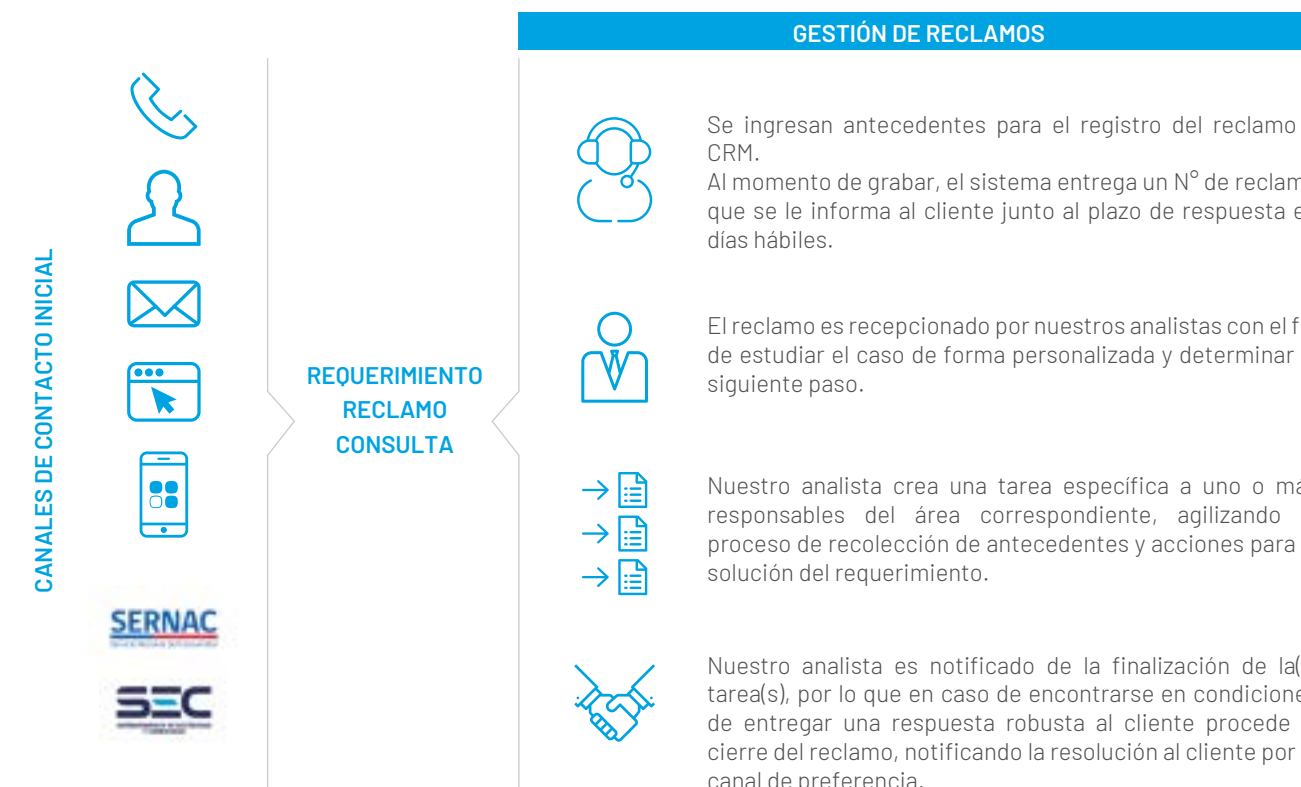 GESTIÓN DE RECLAMOS
CANALES DE CONTACTO INICIAL
SERNAC
SEC
REQUERIMIENTO
RECLAMO
CONSULTA
Se ingresan antecedentes para el registro del reclamo
CRM.
Al momento de grabar, el sistema entrega un N° de
que se le informa al cliente junto al plazo de respuesta
días hábiles.
El reclamo es recepcionado por nuestros analistas con el
de estudiar el caso de forma personalizada y determinar
siguiente paso.
Nuestro analista crea una tarea específica a uno o
responsables del área correspondiente, agilizando
proceso de recolección de antecedentes y acciones para
solución del requerimiento.
Nuestro analista es notificado de la finalización de
tarea(s), por lo que en caso de encontrarse en
de entregar una respuesta robusta al cliente procede
cierre del reclamo, notificando la resolución al cliente por
canal de preferencia.